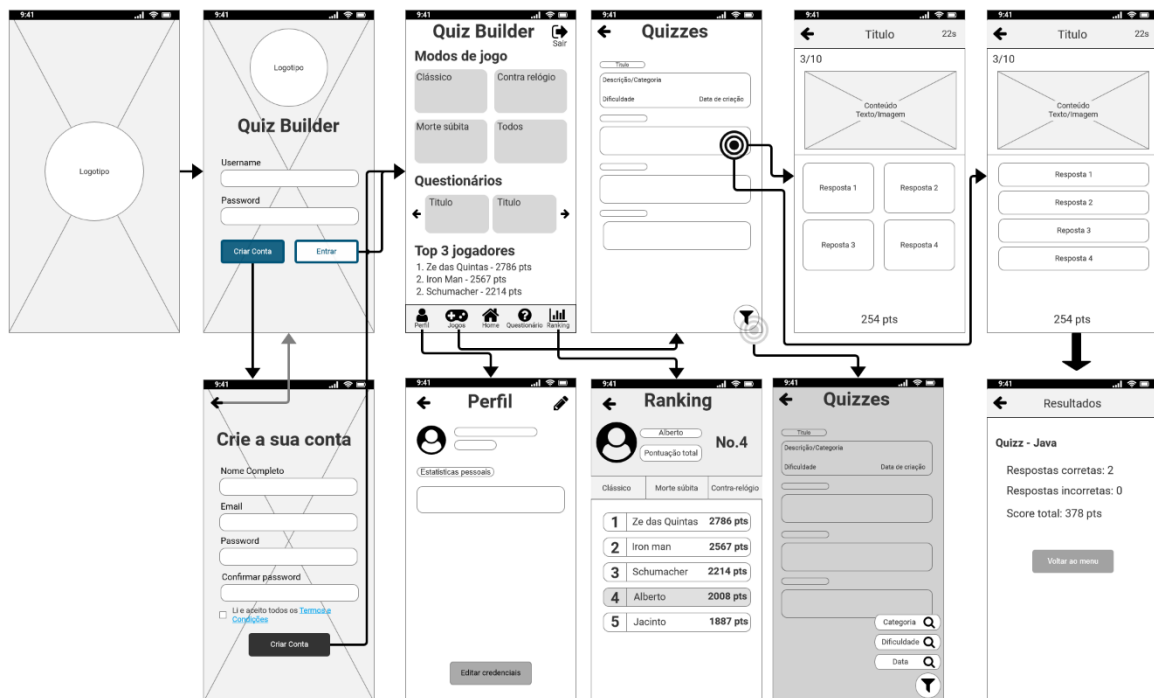 9:41
Logotipo
9:41
Logotipo
Quiz Builder
Username
Password
Criar Conta
Entrar
9:41
Quiz Builder
Sair
Modos de jogo
Clássico
Contra relógio
Morte súbita
Todos
Questionários
Titulo
Titulo
Top 3 jogadores
1. Ze das Quintas - 2786 pts
2. Iron Man - 2567 pts
2. Schumacher - 2214 pts
Perfil
Jogos
Home
Questionário
Ranking
9:41
Quizzes
Titulo
Descrição/Categoria
Dificuldade
Data de criação
9:41
Titulo
22s
3/10
Conteúdo
Texto/Imagem
Resposta 1
Resposta 2
Reposta 3
Resposta 4
254 pts
9:41
Titulo
22s
3/10
Conteúdo
Texto/Imagem
Resposta 1
Resposta 2
Reposta 3
Resposta 4
254 pts
9:41
Crie a sua conta
Nome Completo
Email
Password
Confirmar password
Li e aceito todos os Termos e
Condições
Criar Conta
9:41
Perfil
Estatísticas pessoais
Editar credenciais
9:41
Ranking
Alberto
Pontuação total
No.4
Clássico
Morte súbita
Contra-relógio
1 Ze das Quintas 2786 pts
2 Iron man 2567 pts
3 Schumacher 2214 pts
4 Alberto 2008 pts
5 Jacinto 1887 pts
9:41
Quizzes
Titulo
Descrição/Categoria
Dificuldade
Data de criação
Categoria
Dificuldade
Data
9:41
Resultados
Quizz - Java
Respostas corretas: 2
Respostas incorretas: 0
Score total: 378 pts
Voltar ao menu